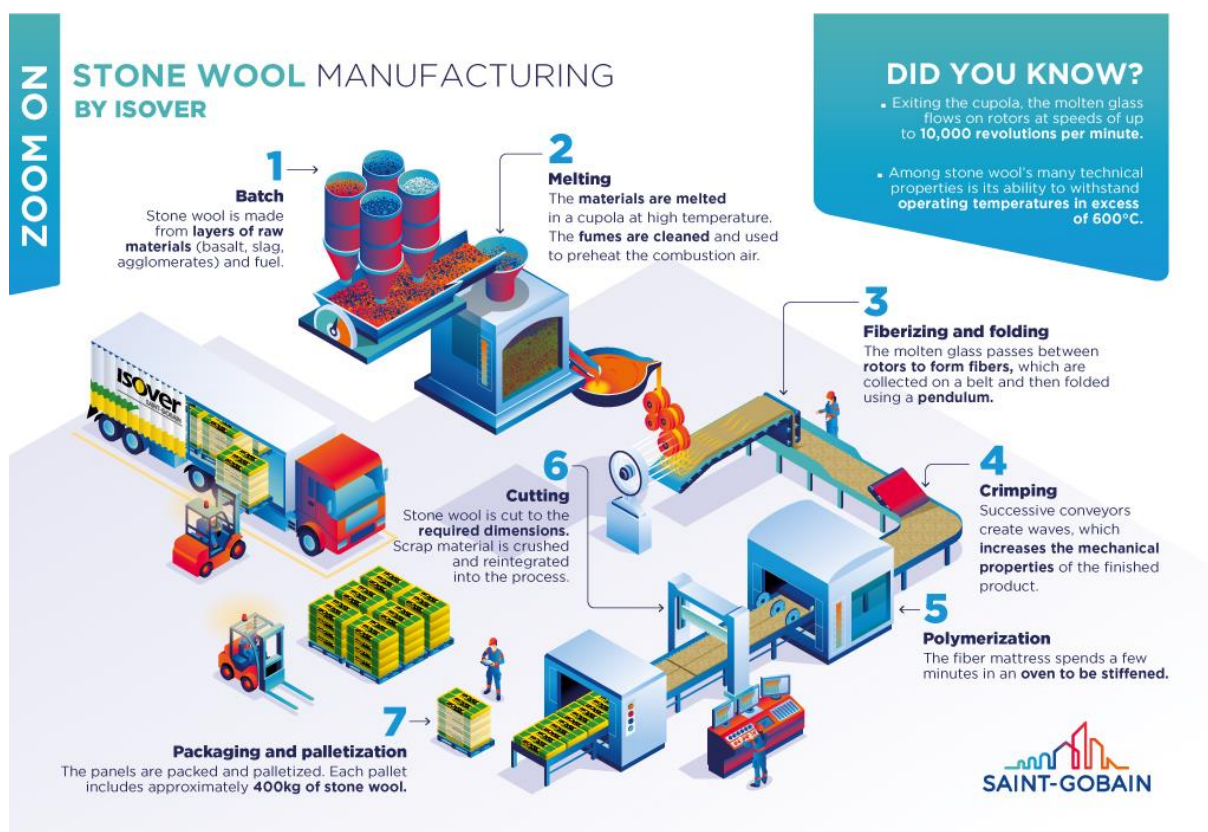 ZOOM ON
STONE WOOL MANUFACTURING
BY ISOVER
DID YOU KNOW?
▪ Exiting the cupola, the molten glass
flows on rotors at speeds of up
to 10,000 revolutions per minute.
▪ Among stone wool's many technical
properties is its ability to withstand
operating temperatures in excess
of 600°C.
1
Batch
Stone wool is made
from layers of raw
materials (basalt, slag,
agglomerates) and fuel.
2
Melting
The materials are melted
in a cupola at high temperature.
The fumes are cleaned and used
to preheat the combustion air.
3
Fiberizing and folding
The molten glass passes between
rotors to form fibers, which are
collected on a belt and then folded
using a pendulum.
4
Crimping
Successive conveyors
create waves, which
increases the mechanical
properties of the finished
product.
5
Polymerization
The fiber mattress spends a few
minutes in an oven to be stiffened.
6
Cutting
Stone wool is cut to the
required dimensions.
Scrap material is crushed
and reintegrated
into the process.
7
Packaging and palletization
The panels are packed and palletized. Each pallet
includes approximately 400kg of stone wool.
isover
SAINT-GOBAIN
SAINT-GOBAIN